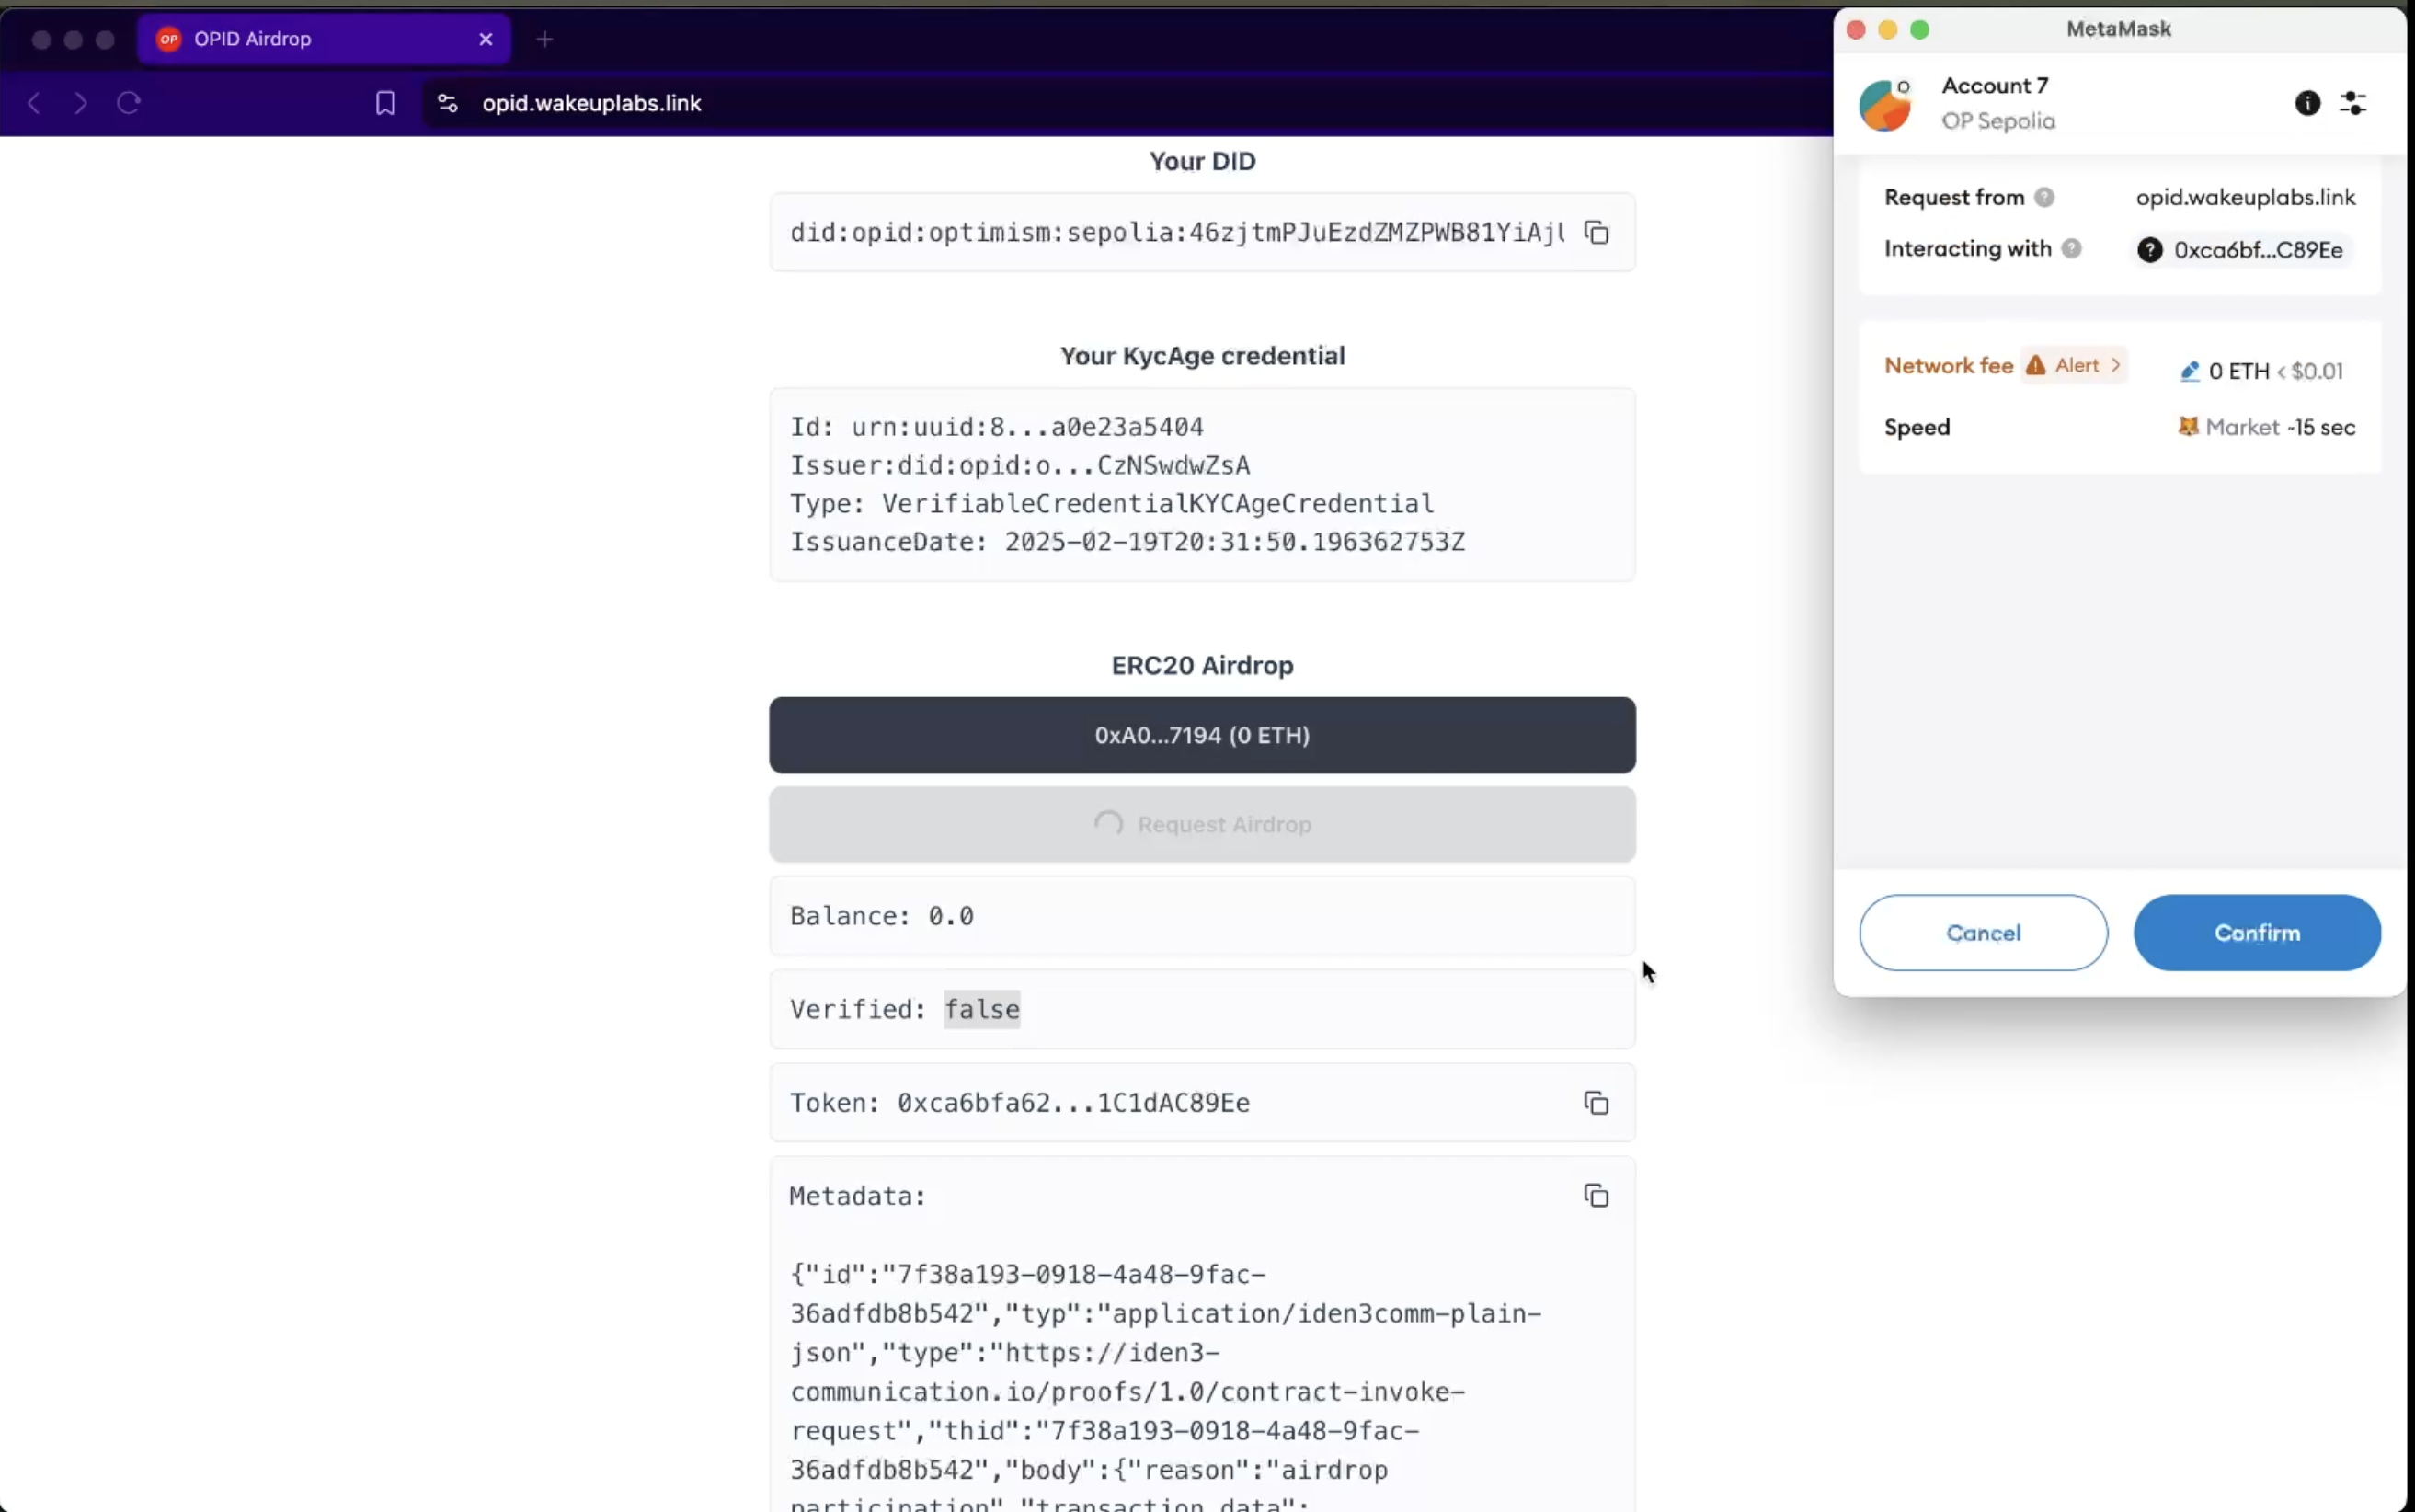 OP OPID Airdrop
opid.wakeuplabs.link
Your DID
did:opid:optimism:sepolia:46zjtmPJuEzdZMZPWB81YiAjl
Your KycAge credential
Id: urn:uuid:8...a0e23a5404
Issuer:did:opid:o...CzNSwdwZsA
Type: VerifiableCredentialKYCAgeCredential
IssuanceDate: 2025-02-19T20:31:50.196362753Z
ERC20 Airdrop
0xA0...7194 (0 ETH)
Request Airdrop
Balance: 0.0
Verified: false
Token: 0xca6bfa62...1C1dAC89Ee
Metadata:
{"id":"7f38a193-0918-4a48-9fac-
36adfdb8b542","typ":"application/iden3comm-plain-
json","type":"https://iden3-
communication.io/proofs/1.0/contract-invoke-
request","thid":"7f38a193-0918-4a48-9fac-
36adfdb8b542","body":{"reason":"airdrop
participation","transaction_data":
MetaMask
Account 7
OP Sepolia
Request from ? opid.wakeuplabs.link
Interacting with ? ? 0xca6bf...C89Ee
Network fee Alert > 0 ETH < $0.01
Speed Market ~15 sec
Cancel Confirm